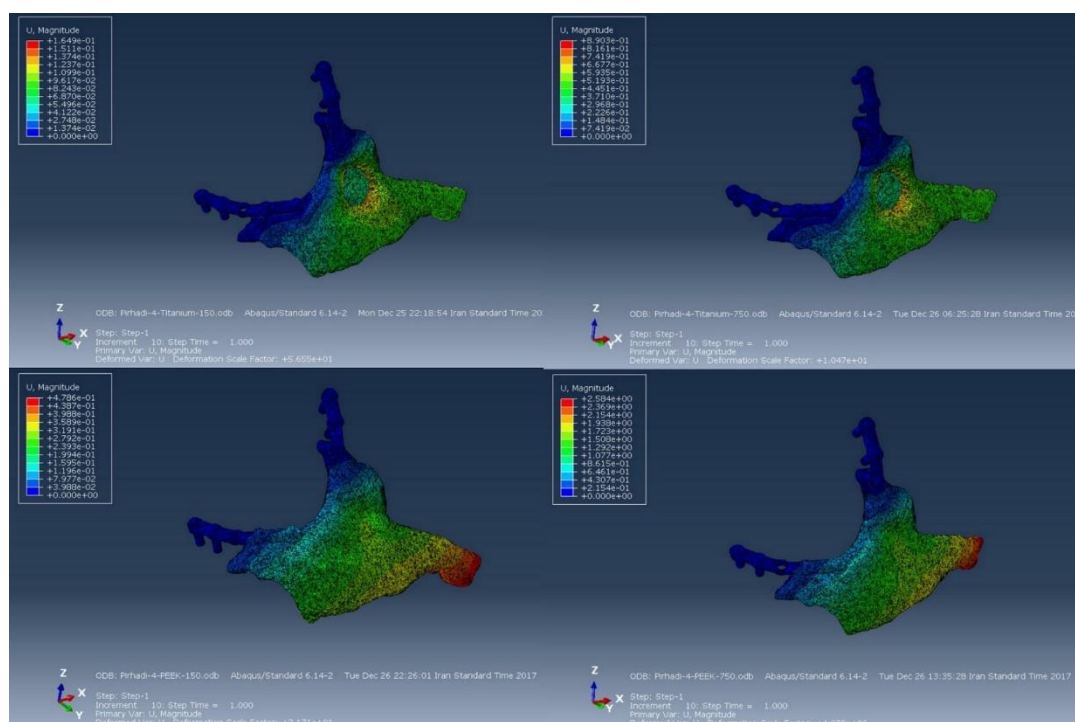 U, Magnitude
+1.649e-01
+1.511e-01
+1.374e-01
+1.237e-01
+1.099e-01
+9.617e-02
+8.243e-02
+6.870e-02
+5.496e-02
+4.122e-02
+2.748e-02
+1.374e-02
+0.000e+00
Z
X
Y
ODB: Pirhadi-4-Titanium-150.odb Abaqus/Standard 6.14-2 Mon Dec 25 22:18:54 Iran Standard Time 20
Step: Step-1
Increment 10: Step Time = 1.000
Primary Var: U, Magnitude
Deformed Var: U Deformation Scale Factor: +5.655e+01
U, Magnitude
+8.903e-01
+8.161e-01
+7.419e-01
+6.677e-01
+5.935e-01
+5.193e-01
+4.451e-01
+3.710e-01
+2.968e-01
+2.226e-01
+1.484e-01
+7.419e-02
+0.000e+00
Z
X
Y
ODB: Pirhadi-4-Titanium-750.odb Abaqus/Standard 6.14-2 Tue Dec 26 06:25:28 Iran Standard Time 20
Step: Step-1
Increment 10: Step Time = 1.000
Primary Var: U, Magnitude
Deformed Var: U Deformation Scale Factor: +1.047e+01
U, Magnitude
+4.786e-01
+4.387e-01
+3.988e-01
+3.589e-01
+3.191e-01
+2.792e-01
+2.393e-01
+1.994e-01
+1.595e-01
+1.196e-01
+7.977e-02
+3.988e-02
+0.000e+00
Z
X
Y
ODB: Pirhadi-4-PEEK-150.odb Abaqus/Standard 6.14-2 Tue Dec 26 22:26:01 Iran Standard Time 2017
Step: Step-1
Increment 10: Step Time = 1.000
Primary Var: U, Magnitude
Deformed Var: U Deformation Scale Factor:
U, Magnitude
+2.584e+00
+2.369e+00
+2.154e+00
+1.938e+00
+1.723e+00
+1.508e+00
+1.292e+00
+1.077e+00
+8.615e-01
+6.461e-01
+4.307e-01
+2.154e-01
+0.000e+00
Z
X
Y
ODB: Pirhadi-4-PEEK-750.odb Abaqus/Standard 6.14-2 Tue Dec 26 13:35:28 Iran Standard Time 2017
Step: Step-1
Increment 10: Step Time = 1.000
Primary Var: U, Magnitude